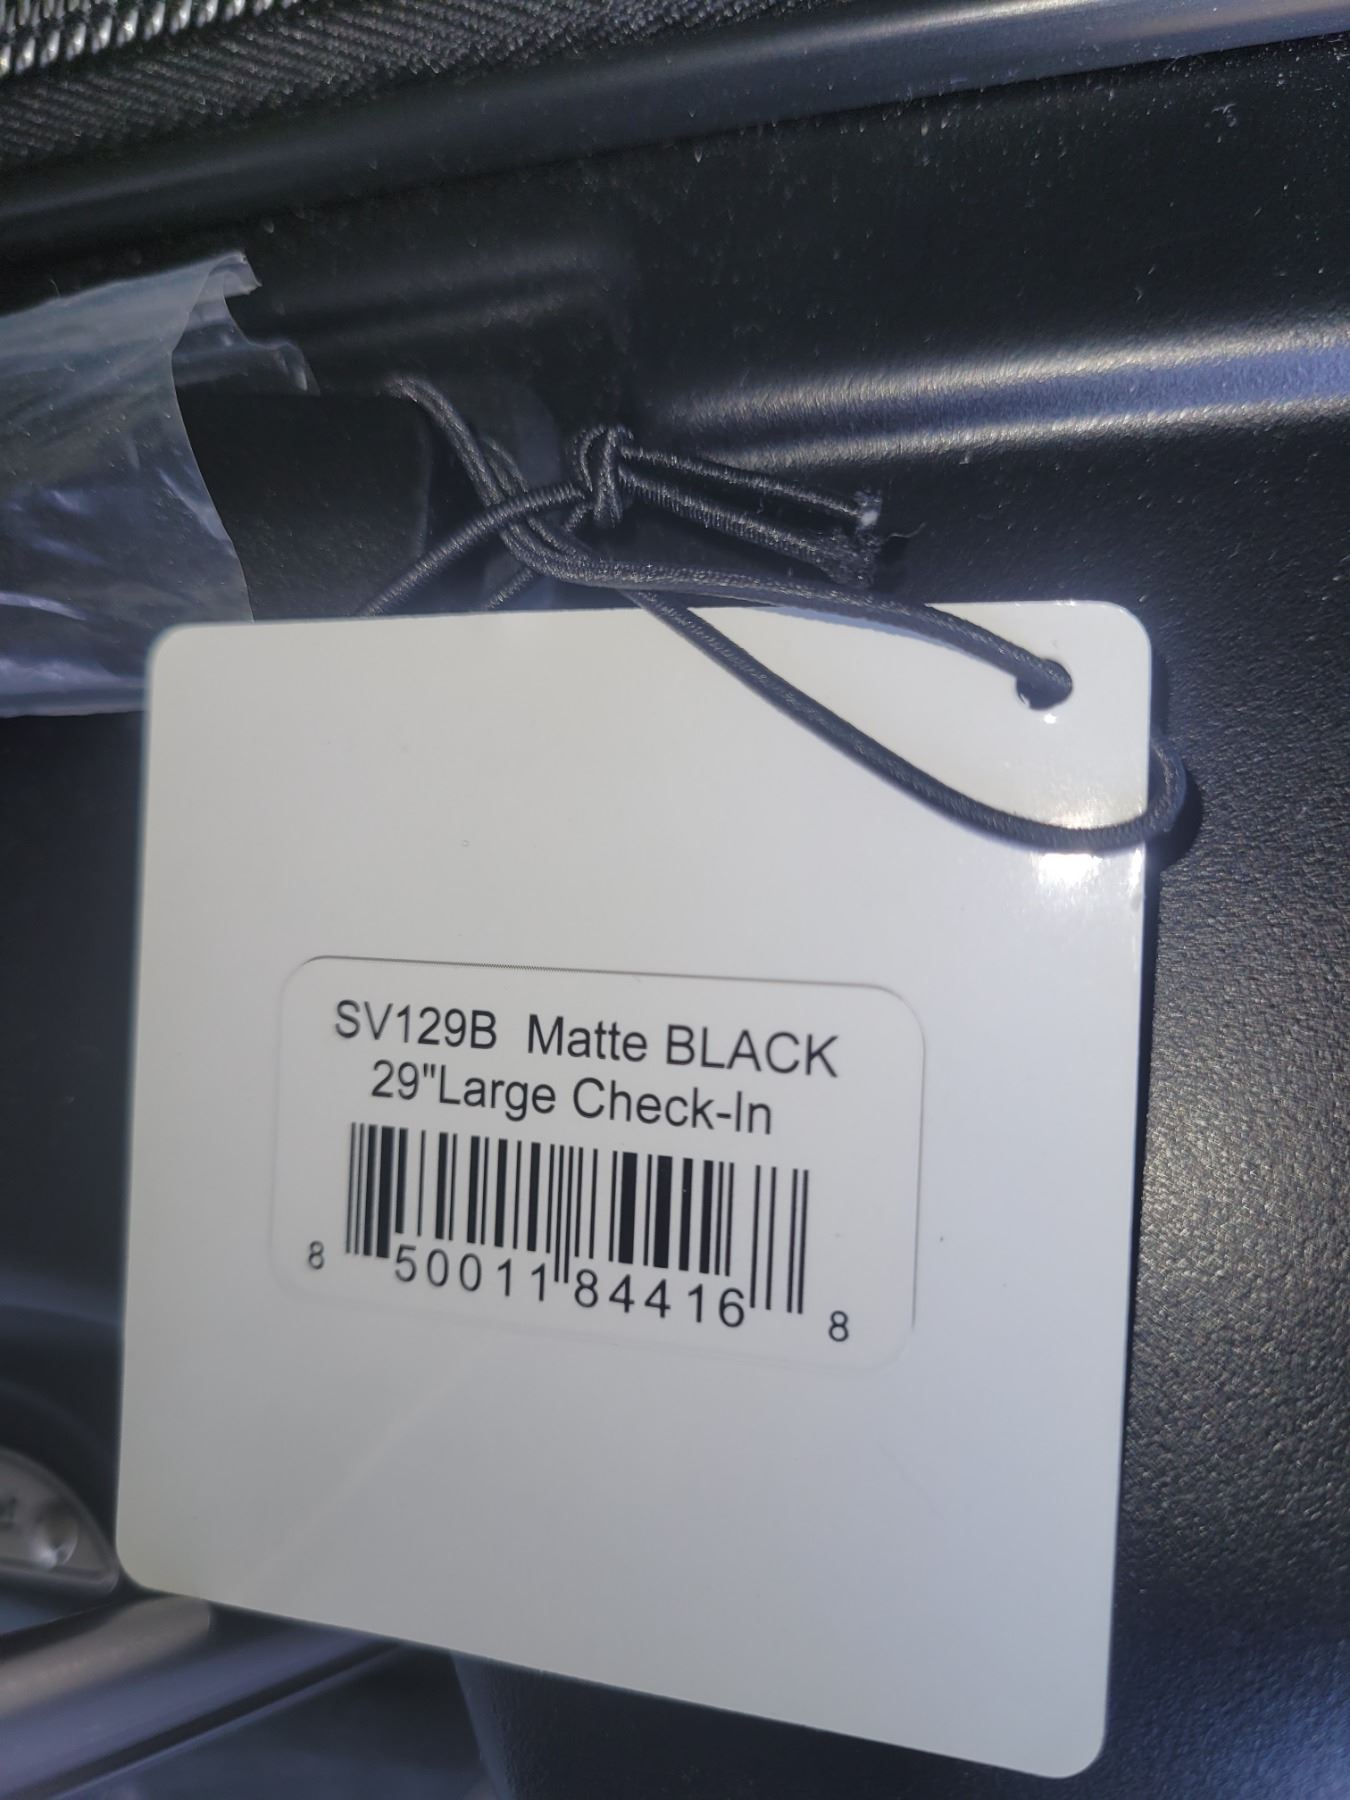 SV129B Matte BLACK
29"Large Check-In
8 50011 84416 8